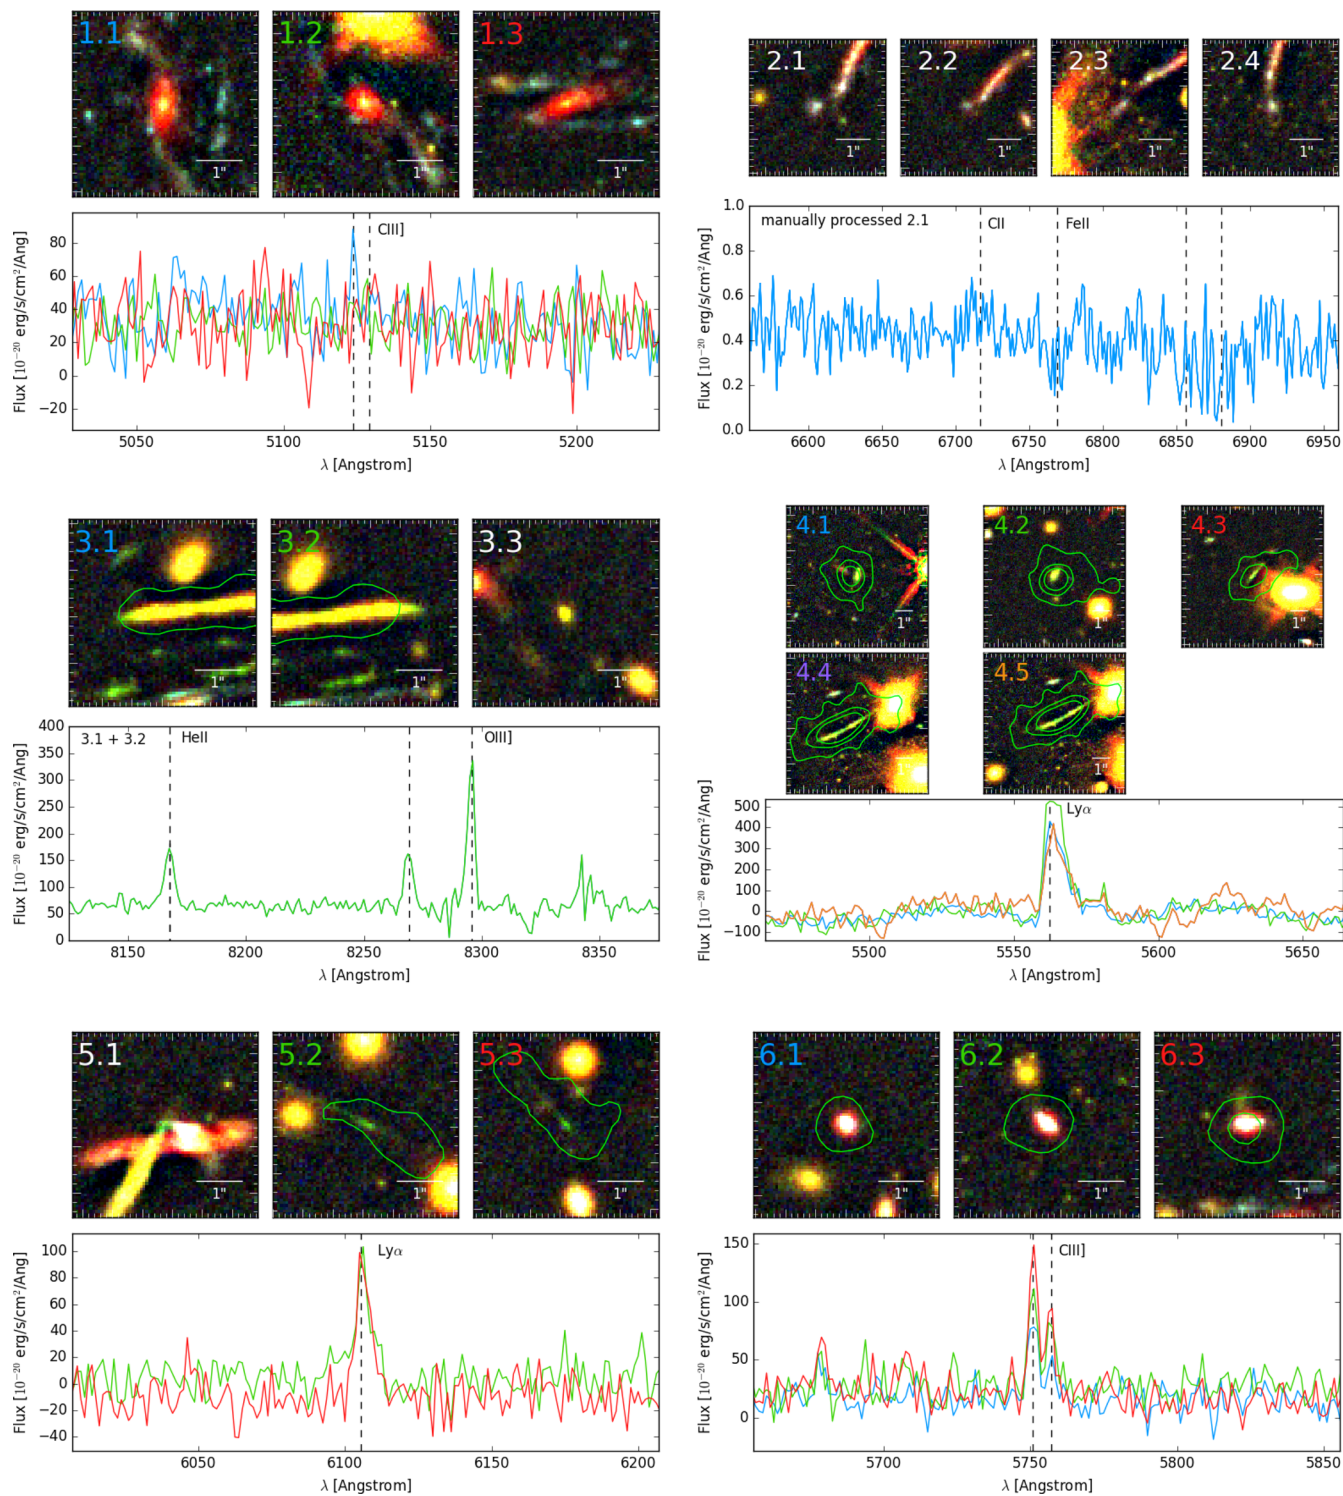 1.1 1.2 1.3
1" 1" 1"
CIII]
80
60
40
20
0
−20
Flux [10⁻²⁰ erg/s/cm²/Ang]
5050 5100 5150 5200
λ [Angstrom]
2.1 2.2 2.3 2.4
1" 1" 1" 1"
manually processed 2.1 CII FeII
1.0
0.8
0.6
0.4
0.2
0.0
Flux [10⁻²⁰ erg/s/cm²/Ang]
6600 6650 6700 6750 6800 6850 6900 6950
λ [Angstrom]
3.1 3.2 3.3
1" 1" 1"
3.1 + 3.2 HeII OIII]
400
350
300
250
200
150
100
50
0
Flux [10⁻²⁰ erg/s/cm²/Ang]
8150 8200 8250 8300 8350
λ [Angstrom]
4.1 4.2 4.3
1" 1" 1"
4.4 4.5
1" 1"
Lyα
500
400
300
200
100
0
−100
Flux [10⁻²⁰ erg/s/cm²/Ang]
5500 5550 5600 5650
λ [Angstrom]
5.1 5.2 5.3
1" 1" 1"
Lyα
100
80
60
40
20
0
−20
−40
Flux [10⁻²⁰ erg/s/cm²/Ang]
6050 6100 6150 6200
λ [Angstrom]
6.1 6.2 6.3
1" 1" 1"
CIII]
150
100
50
0
Flux [10⁻²⁰ erg/s/cm²/Ang]
5700 5750 5800 5850
λ [Angstrom]